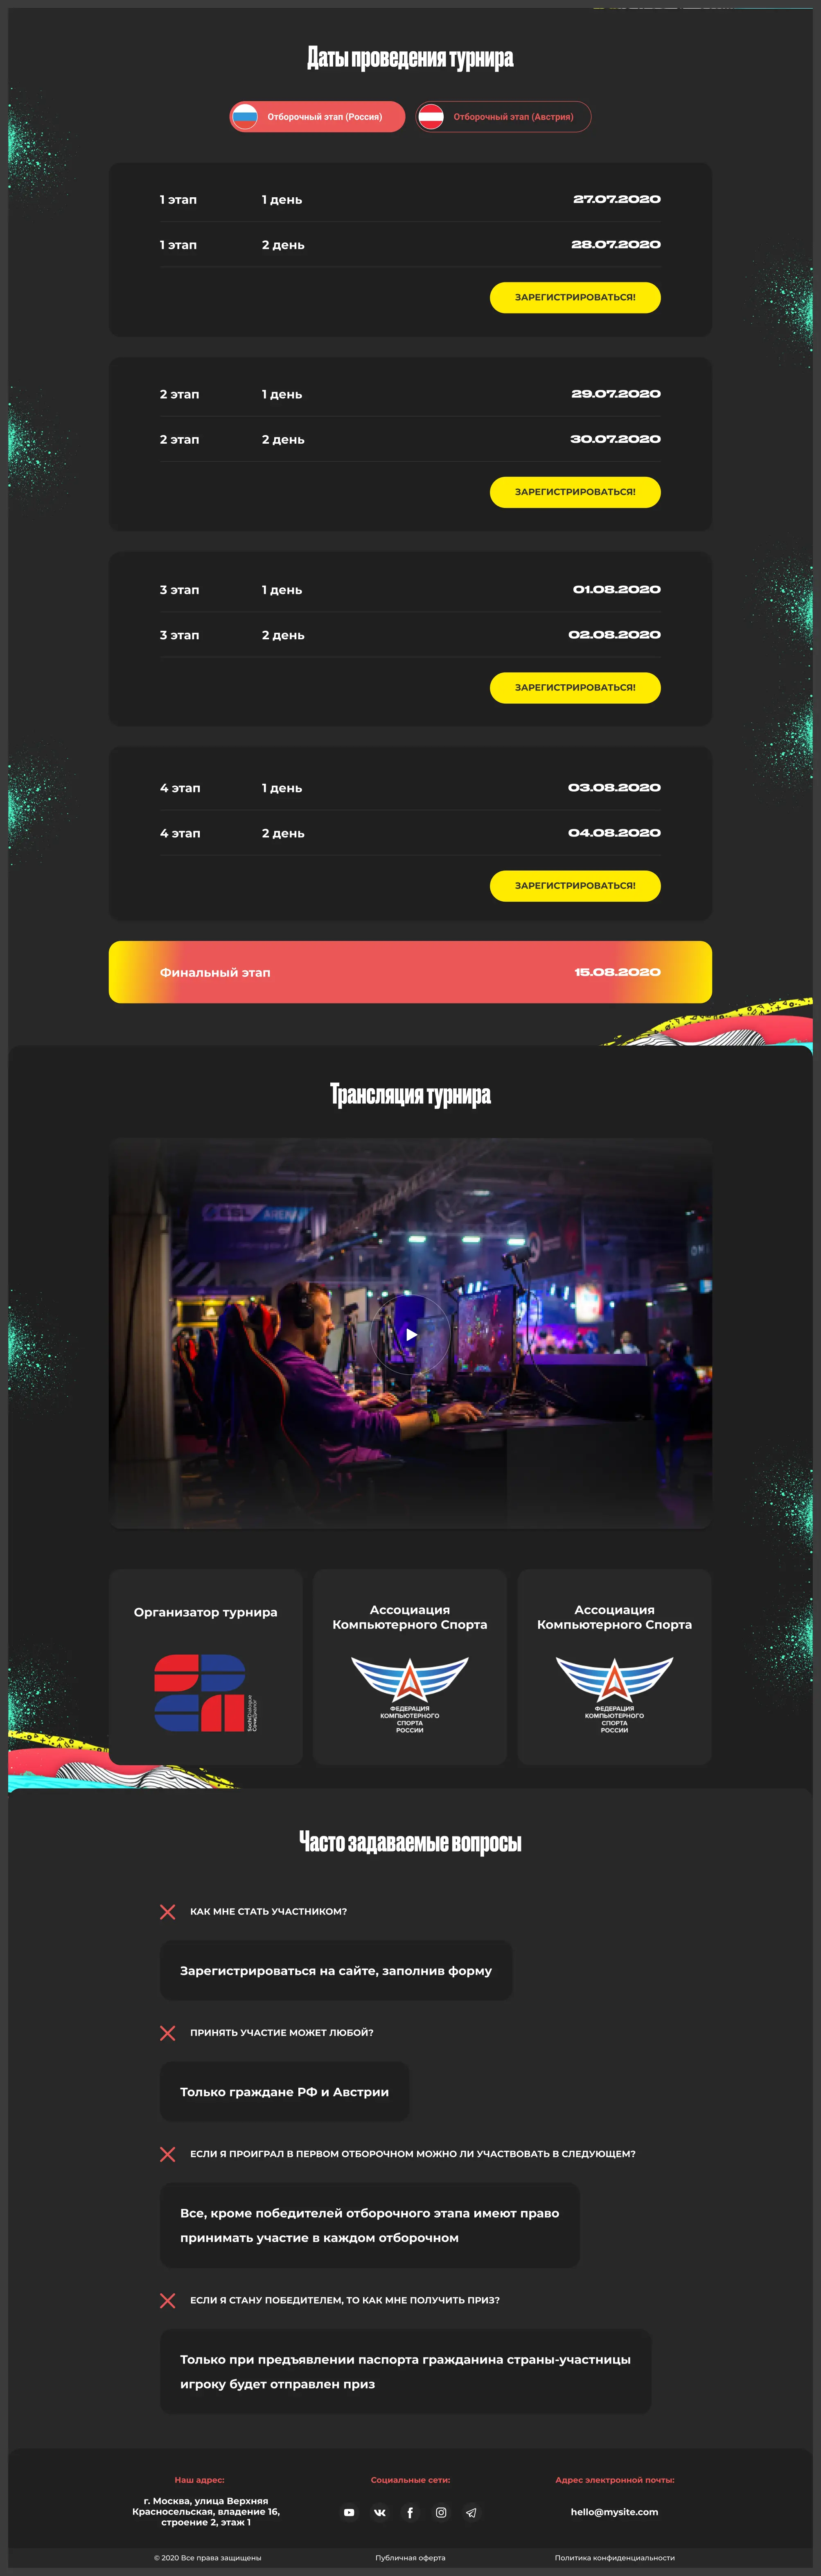 Даты проведения турнира
Отборочный этап (Россия)
Отборочный этап (Австрия)
1 этап 1 день 27.07.2020
1 этап 2 день 28.07.2020
ЗАРЕГИСТРИРОВАТЬСЯ!
2 этап 1 день 29.07.2020
2 этап 2 день 30.07.2020
ЗАРЕГИСТРИРОВАТЬСЯ!
3 этап 1 день 01.08.2020
3 этап 2 день 02.08.2020
ЗАРЕГИСТРИРОВАТЬСЯ!
4 этап 1 день 03.08.2020
4 этап 2 день 04.08.2020
ЗАРЕГИСТРИРОВАТЬСЯ!
Финальный этап 15.08.2020
Трансляция турнира
Организатор турнира
SochiDialogue
СочиДиалог
Ассоциация
Компьютерного Спорта
ФЕДЕРАЦИЯ
КОМПЬЮТЕРНОГО
СПОРТА
РОССИИ
Ассоциация
Компьютерного Спорта
ФЕДЕРАЦИЯ
КОМПЬЮТЕРНОГО
СПОРТА
РОССИИ
Часто задаваемые вопросы
КАК МНЕ СТАТЬ УЧАСТНИКОМ?
Зарегистрироваться на сайте, заполнив форму
ПРИНЯТЬ УЧАСТИЕ МОЖЕТ ЛЮБОЙ?
Только граждане РФ и Австрии
ЕСЛИ Я ПРОИГРАЛ В ПЕРВОМ ОТБОРОЧНОМ МОЖНО ЛИ УЧАСТВОВАТЬ В СЛЕДУЮЩЕМ?
Все, кроме победителей отборочного этапа имеют право
принимать участие в каждом отборочном
ЕСЛИ Я СТАНУ ПОБЕДИТЕЛЕМ, ТО КАК МНЕ ПОЛУЧИТЬ ПРИЗ?
Только при предъявлении паспорта гражданина страны-участницы
игроку будет отправлен приз
Наш адрес:
г. Москва, улица Верхняя
Красносельская, владение 16,
строение 2, этаж 1
Социальные сети:
Адрес электронной почты:
hello@mysite.com
© 2020 Все права защищены
Публичная оферта
Политика конфиденциальности